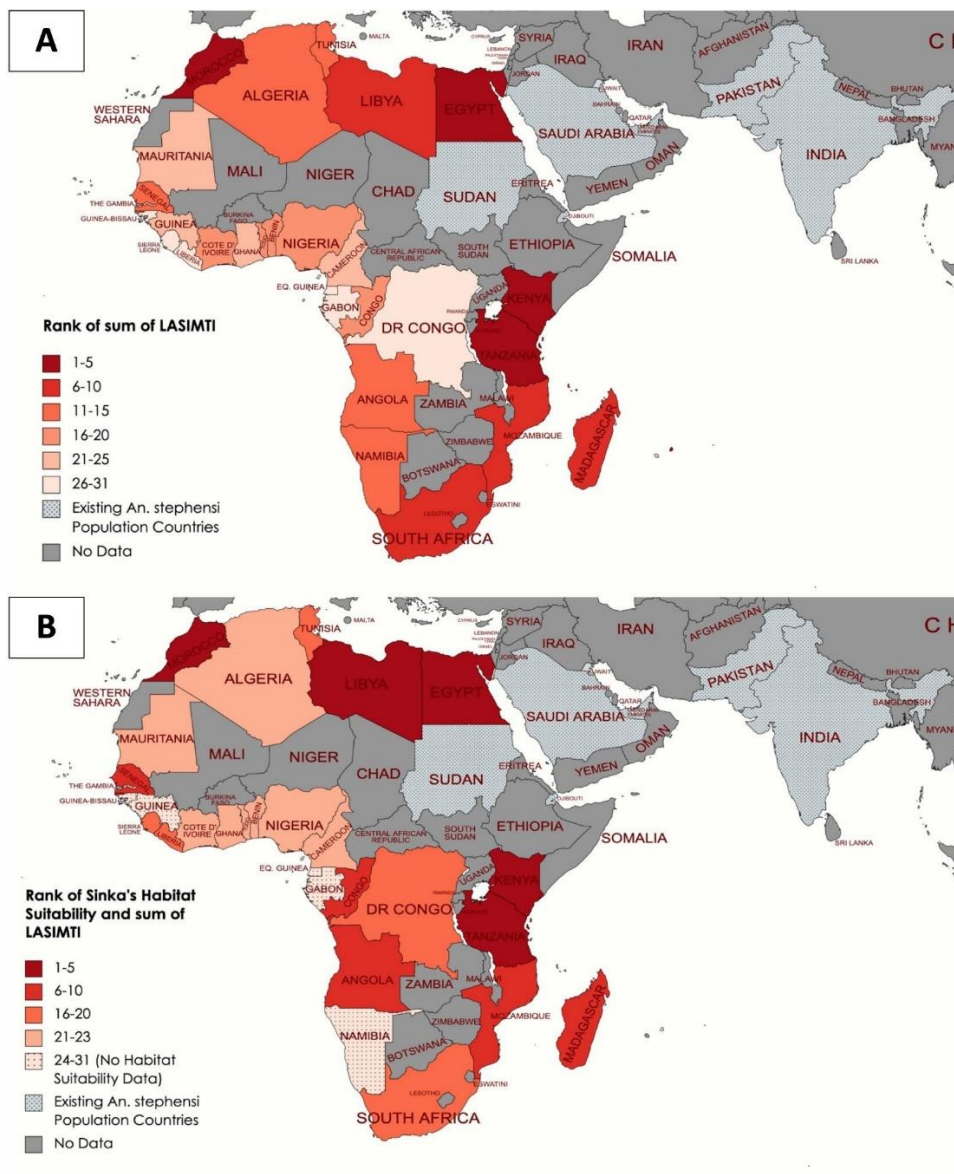 A
MALTA
CYPRUS
SYRIA
LEBANON
IRAQ
IRAN
AFGHANISTAN
C
MOROCCO
TUNISIA
ISRAEL
JORDAN
KUWAIT
PAKISTAN
NEPAL
BHUTAN
WESTERN
SAHARA
ALGERIA
LIBYA
EGYPT
BAHRAIN
QATAR
SAUDI ARABIA
BANGLADESH
INDIA
MYAN
MAURITANIA
MALI
NIGER
CHAD
SUDAN
ERITREA
YEMEN
OMAN
SENEGAL
THE GAMBIA
GUINEA-BISSAU
GUINEA
BURKINA
FASO
BENIN
NIGERIA
DJIBOUTI
SIERRA
LEONE
LIBERIA
COTE D'
IVOIRE
GHANA
CAMEROON
CENTRAL AFRICAN
REPUBLIC
SOUTH
SUDAN
ETHIOPIA
SOMALIA
SRI LANKA
EQ. GUINEA
GABON
CONGO
DR CONGO
UGANDA
RWANDA
KENYA
TANZANIA
ANGOLA
ZAMBIA
MALAWI
MOZAMBIQUE
ZIMBABWE
NAMIBIA
BOTSWANA
MADAGASCAR
ESWATINI
LESOTHO
SOUTH AFRICA
Rank of sum of LASIMTI
1-5
6-10
11-15
16-20
21-25
26-31
Existing An. stephensi
Population Countries
No Data
B
MALTA
CYPRUS
SYRIA
LEBANON
IRAQ
IRAN
AFGHANISTAN
C H
MOROCCO
TUNISIA
ISRAEL
JORDAN
KUWAIT
PAKISTAN
NEPAL
BHUTAN
WESTERN
SAHARA
ALGERIA
LIBYA
EGYPT
BAHRAIN
QATAR
SAUDI ARABIA
BANGLADESH
INDIA
MYAN
MAURITANIA
MALI
NIGER
CHAD
SUDAN
ERITREA
YEMEN
OMAN
SENEGAL
THE GAMBIA
GUINEA-BISSAU
GUINEA
BURKINA
FASO
BENIN
NIGERIA
DJIBOUTI
SIERRA
LEONE
LIBERIA
COTE D'
IVOIRE
GHANA
CAMEROON
CENTRAL AFRICAN
REPUBLIC
SOUTH
SUDAN
ETHIOPIA
SOMALIA
SRI LANKA
EQ. GUINEA
GABON
CONGO
DR CONGO
UGANDA
RWANDA
KENYA
TANZANIA
ANGOLA
ZAMBIA
MALAWI
MOZAMBIQUE
ZIMBABWE
NAMIBIA
BOTSWANA
MADAGASCAR
ESWATINI
LESOTHO
SOUTH AFRICA
Rank of Sinka's Habitat
Suitability and sum of
LASIMTI
1-5
6-10
16-20
21-23
24-31 (No Habitat
Suitability Data)
Existing An. stephensi
Population Countries
No Data